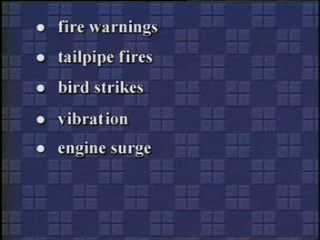 ● fire warnings
● tailpipe fires
● bird strikes
● vibration
● engine surge